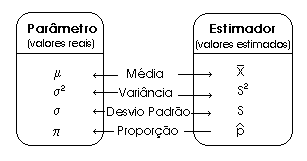 Parâmetro Estimador
(valores reais) (valores estimados)
μ Média X̅
σ² Variância S²
σ Desvio Padrão S
π Proporção p̂